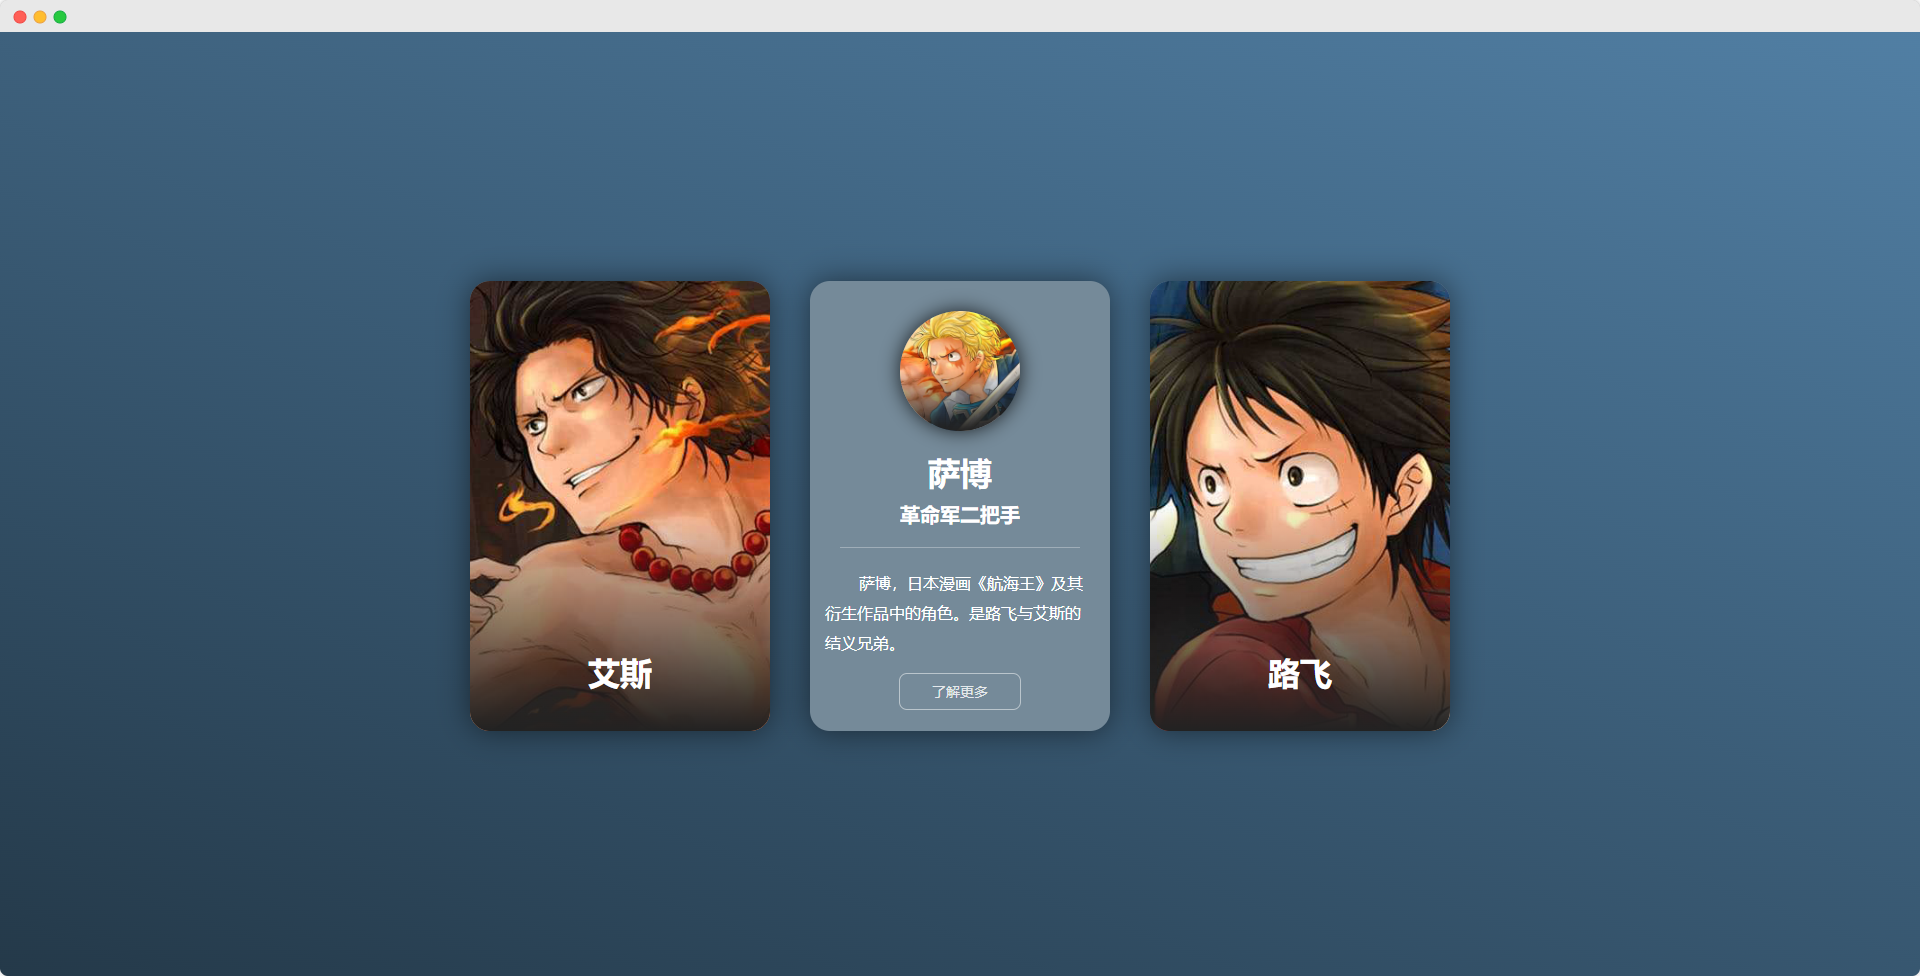 艾斯
萨博
革命军二把手
萨博，日本漫画《航海王》及其
衍生作品中的角色。是路飞与艾斯的
结义兄弟。
了解更多
路飞